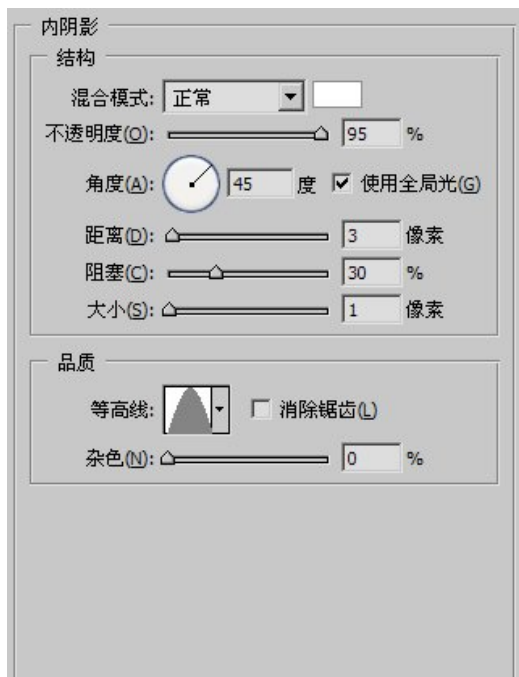 内阴影
结构
混合模式: 正常
不透明度(O): 95 %
角度(A): 45 度 使用全局光(G)
距离(D): 3 像素
阻塞(C): 30 %
大小(S): 1 像素
品质
等高线: 消除锯齿(L)
杂色(N): 0 %